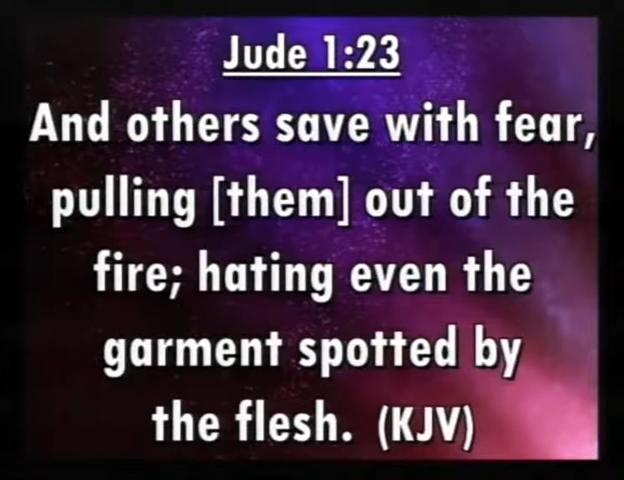 Jude 1:23
And others save with fear,
pulling [them] out of the
fire; hating even the
garment spotted by
the flesh. (KJV)